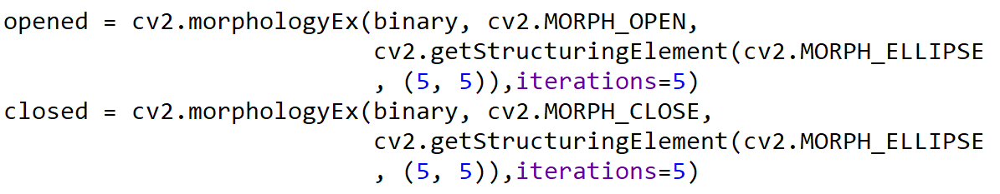 opened = cv2.morphologyEx(binary, cv2.MORPH_OPEN,
cv2.getStructuringElement(cv2.MORPH_ELLIPSE
, (5, 5)),iterations=5)
closed = cv2.morphologyEx(binary, cv2.MORPH_CLOSE,
cv2.getStructuringElement(cv2.MORPH_ELLIPSE
, (5, 5)),iterations=5)